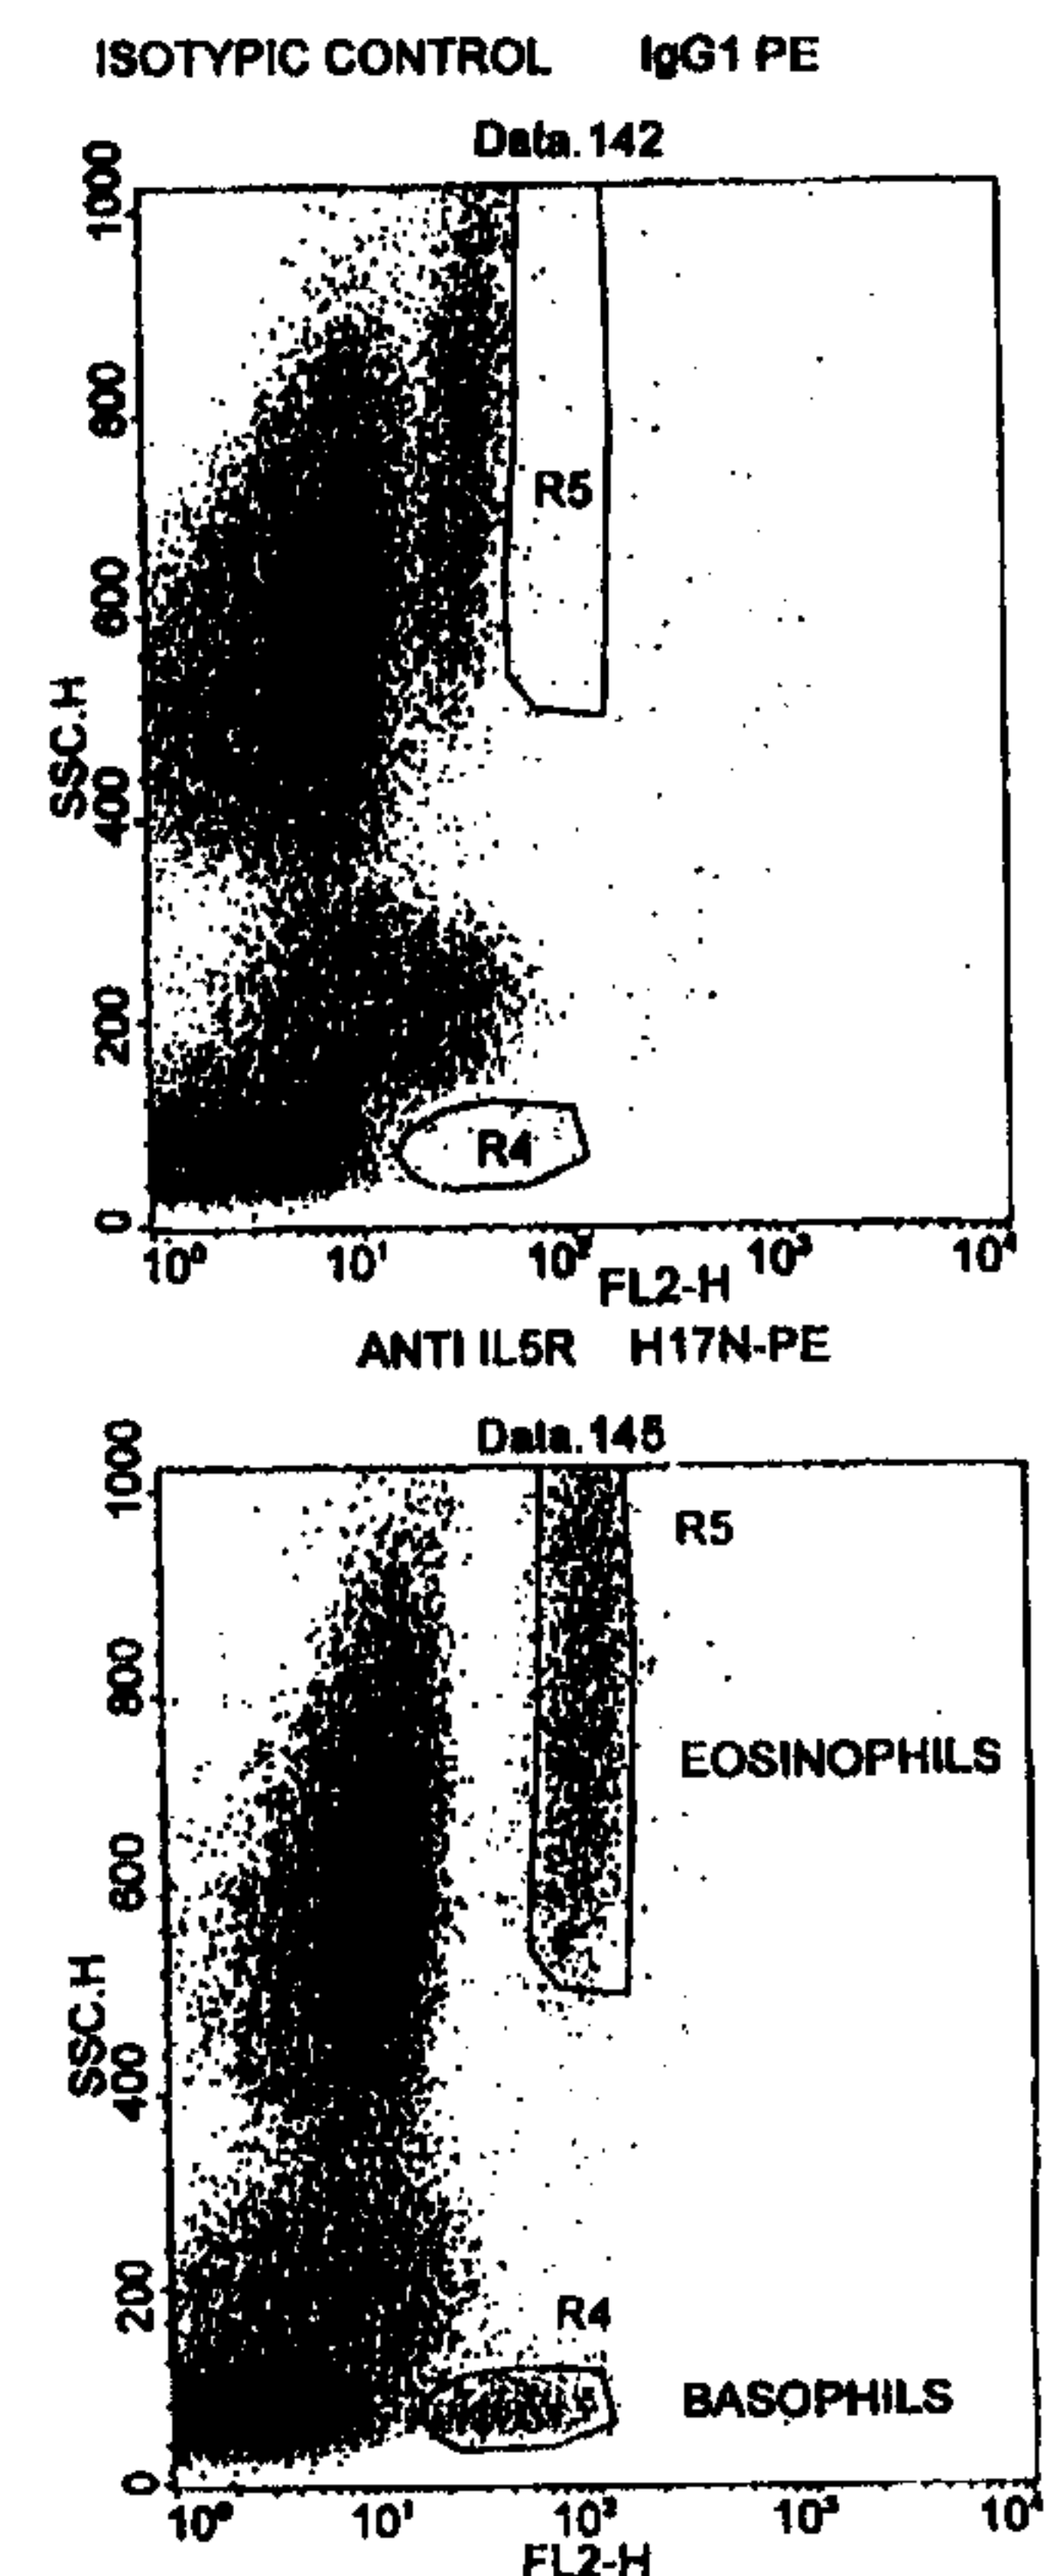 ISOTYPIC CONTROL IgG1 PE
Data.142
1000
800
R5
600
SSC.H
400
200
R4
0
10⁰ 10¹ 10² 10³ 10⁴
FL2-H
ANTI IL5R H17N-PE
Data.145
1000
R5
800
EOSINOPHILS
600
SSC.H
400
200
R4
BASOPHILS
0
10⁰ 10¹ 10² 10³ 10⁴
FL2-H